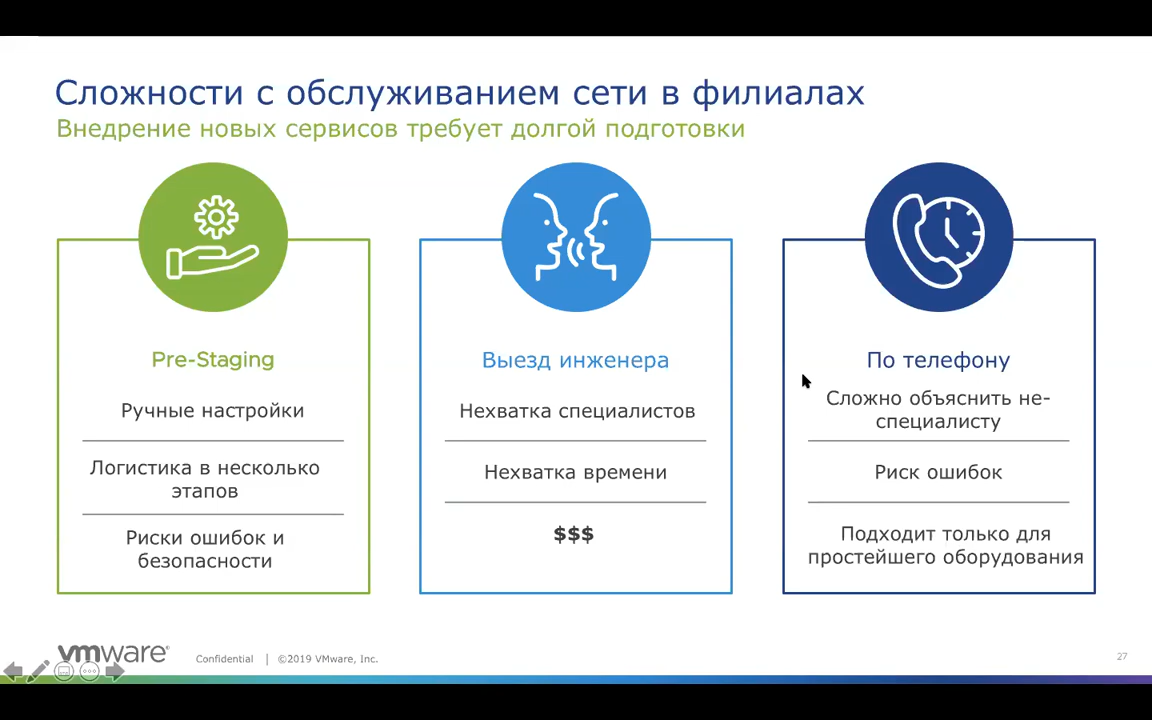 Сложности с обслуживанием сети в филиалах
Внедрение новых сервисов требует долгой подготовки
Pre-Staging
Ручные настройки
Логистика в несколько
этапов
Риски ошибок и
безопасности
Выезд инженера
Нехватка специалистов
Нехватка времени
$$$
По телефону
Сложно объяснить не-
специалисту
Риск ошибок
Подходит только для
простейшего оборудования
vmware®
Confidential | ©2019 VMware, Inc.
27